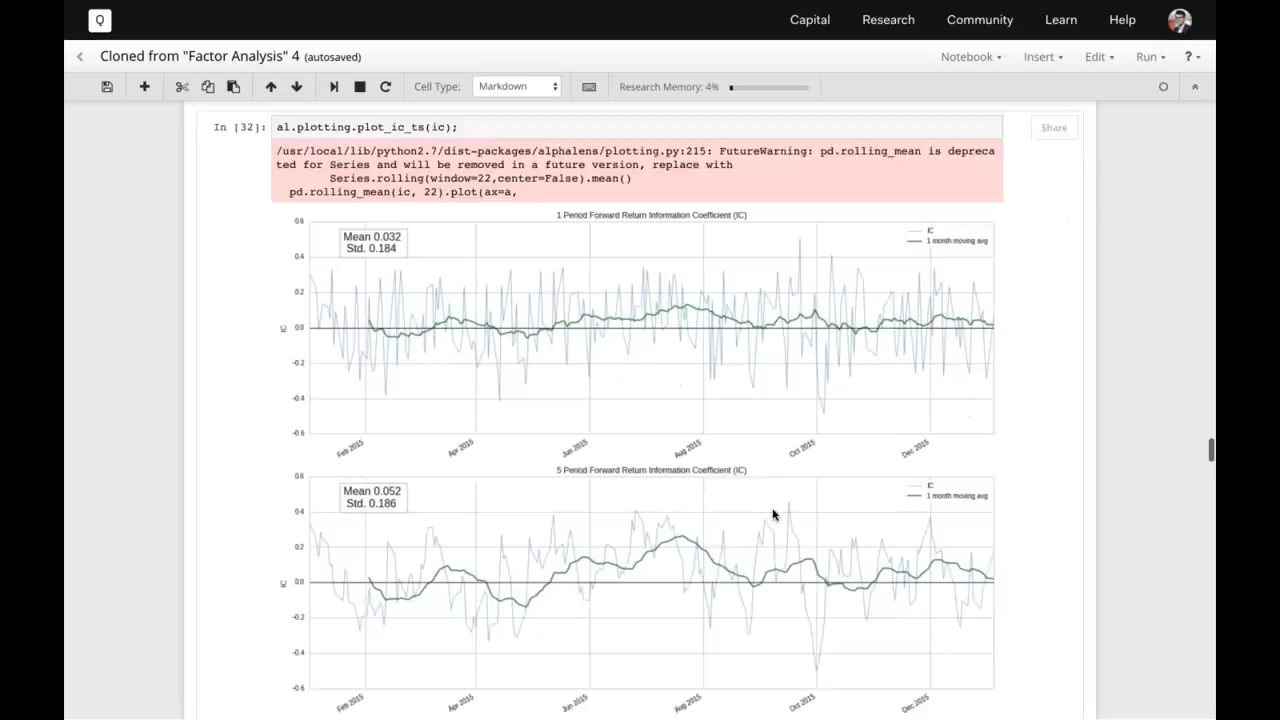 Q Capital Research Community Learn Help
Cloned from "Factor Analysis" 4 (autosaved) Notebook Insert Edit Run ?
Cell Type: Markdown Research Memory: 4%
In [32]: al.plotting.plot_ic_ts(ic); Share
/usr/local/lib/python2.7/dist-packages/alphalens/plotting.py:215: FutureWarning: pd.rolling_mean is depreca
ted for Series and will be removed in a future version, replace with
Series.rolling(window=22,center=False).mean()
pd.rolling_mean(ic, 22).plot(ax=a,
1 Period Forward Return Information Coefficient (IC)
0.6
Mean 0.032
Std. 0.184
IC
1 month moving avg
0.4
0.2
0.0
IC
-0.2
-0.4
-0.6
Feb 2015 Apr 2015 Jun 2015 Aug 2015 Oct 2015 Dec 2015
5 Period Forward Return Information Coefficient (IC)
0.6
Mean 0.052
Std. 0.186
IC
1 month moving avg
0.4
0.2
0.0
IC
-0.2
-0.4
-0.6
Feb 2015 Apr 2015 Jun 2015 Aug 2015 Oct 2015 Dec 2015